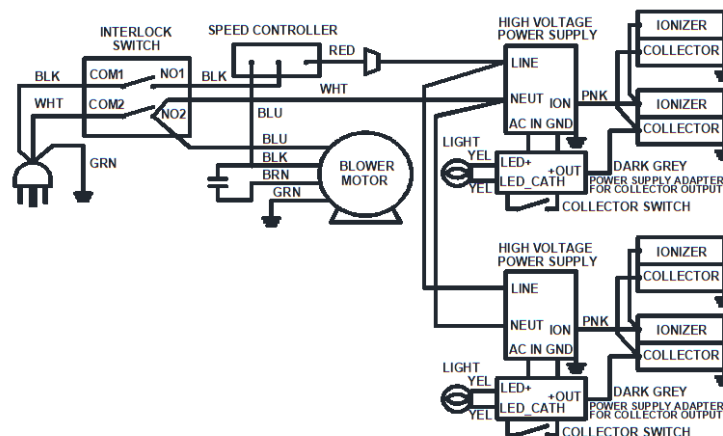 INTERLOCK
SWITCH
SPEED CONTROLLER
HIGH VOLTAGE
POWER SUPPLY
IONIZER
COLLECTOR
RED
BLK
COM1
NO1
BLK
LINE
WHT
WHT
COM2
NO2
NEUT
ION
PNK
IONIZER
COLLECTOR
BLU
AC IN GND
GRN
BLU
BLK
BRN
GRN
BLOWER
MOTOR
LIGHT
YEL
YEL
LED+
+OUT
LED_CATH
DARK GREY
POWER SUPPLY ADAPTER
FOR COLLECTOR OUTPUT
COLLECTOR SWITCH
HIGH VOLTAGE
POWER SUPPLY
IONIZER
COLLECTOR
LINE
NEUT
ION
PNK
IONIZER
COLLECTOR
AC IN GND
LIGHT
YEL
YEL
LED+
+OUT
LED_CATH
DARK GREY
POWER SUPPLY ADAPTER
FOR COLLECTOR OUTPUT
COLLECTOR SWITCH